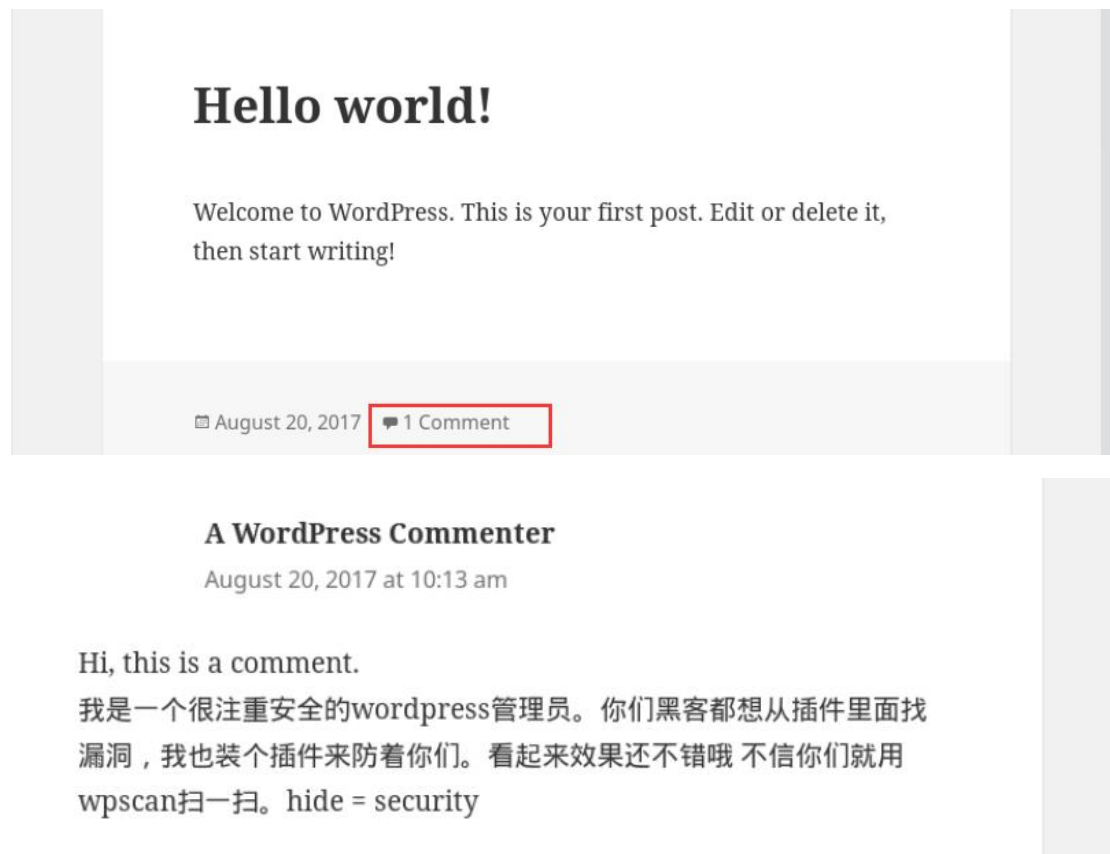 Hello world!
Welcome to WordPress. This is your first post. Edit or delete it,
then start writing!
August 20, 2017 1 Comment
A WordPress Commenter
August 20, 2017 at 10:13 am
Hi, this is a comment.
我是一个很注重安全的wordpress管理员。你们黑客都想从插件里面找
漏洞，我也装个插件来防着你们。看起来效果还不错哦 不信你们就用
wpscan扫一扫。hide = security